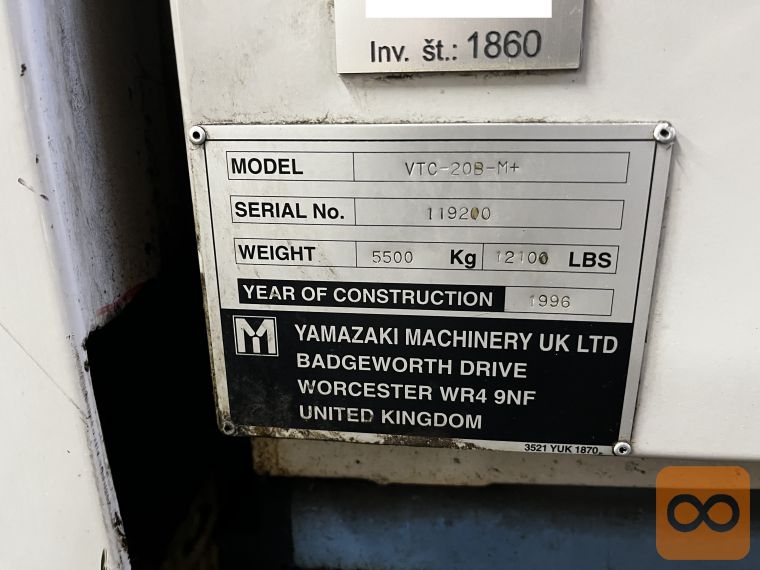 Inv. št.: 1860
MODEL VTC-20B-M+
SERIAL No. 119200
WEIGHT 5500 Kg 12100 LBS
YEAR OF CONSTRUCTION 1996
YAMAZAKI MACHINERY UK LTD
BADGEWORTH DRIVE
WORCESTER WR4 9NF
UNITED KINGDOM
3521 YUK 1870